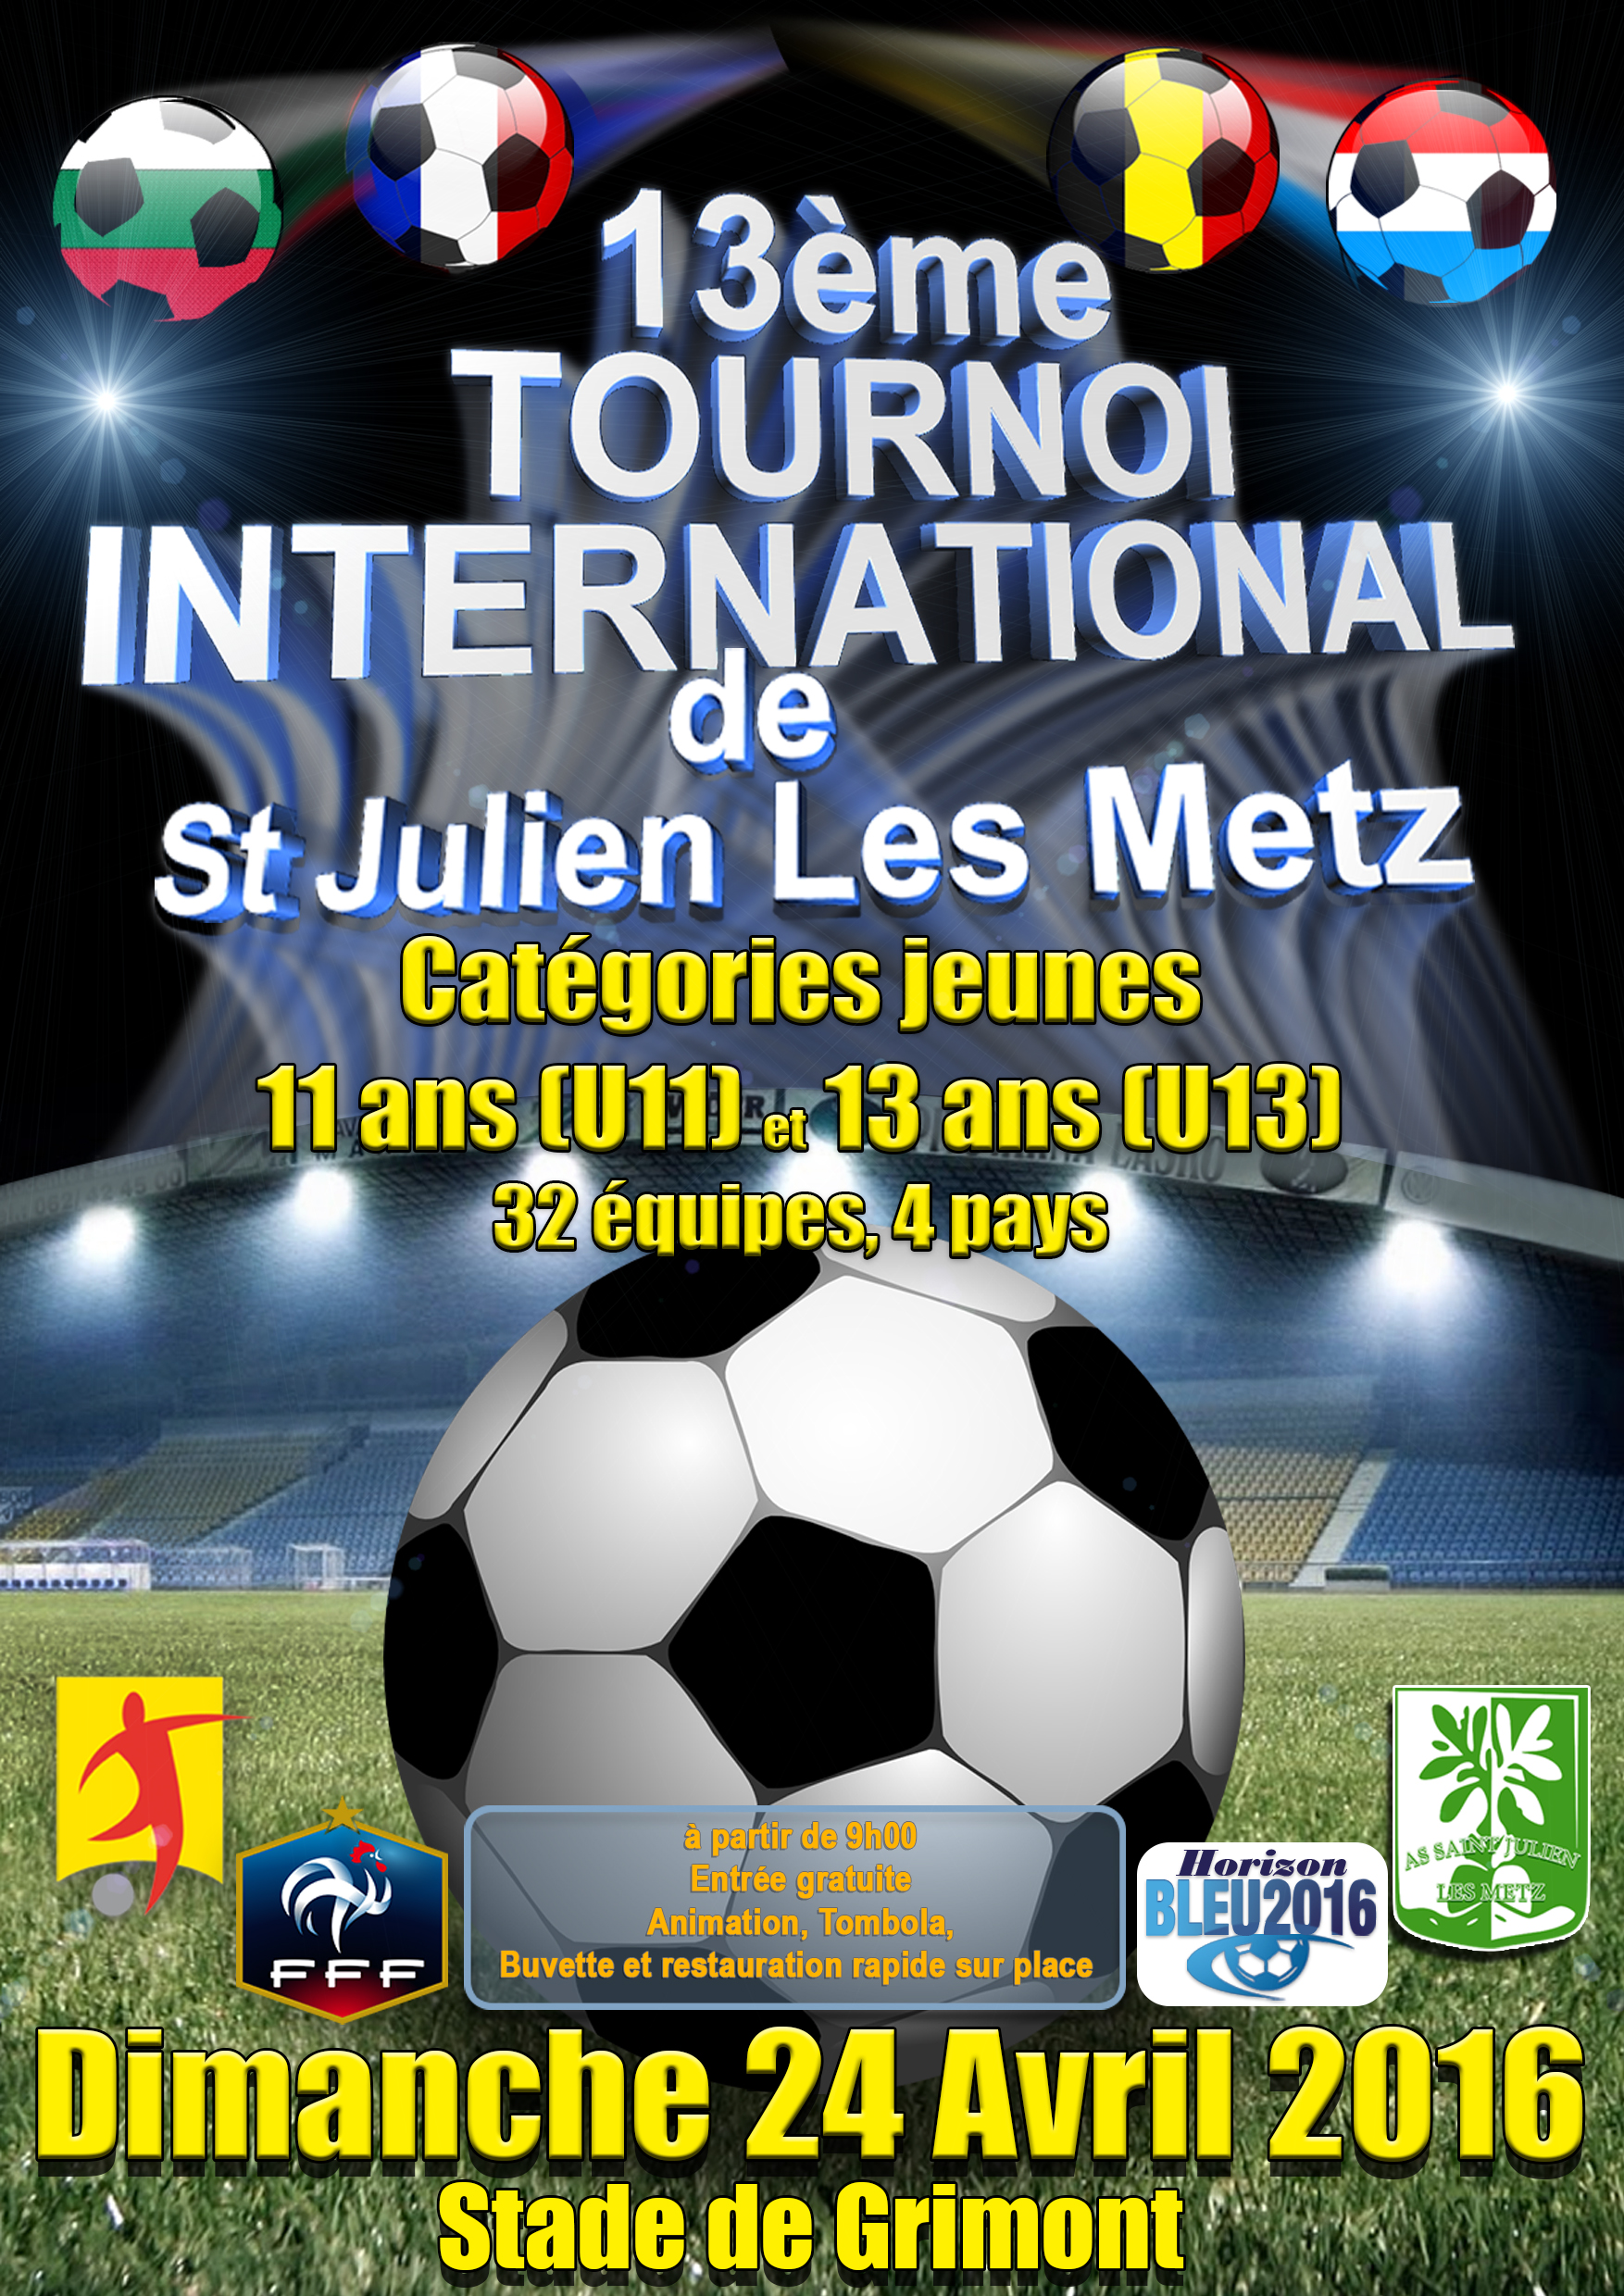 13ème
TOURNOI
INTERNATIONAL
de
St Julien Les Metz
Catégories jeunes
11 ans (U11) et 13 ans (U13)
32 équipes, 4 pays
à partir de 9h00
Entrée gratuite
Animation, Tombola,
Buvette et restauration rapide sur place
FFF
Horizon
BLEU2016
AS SAINT JULIEN
LES METZ
Dimanche 24 Avril 2016
Stade de Grimont